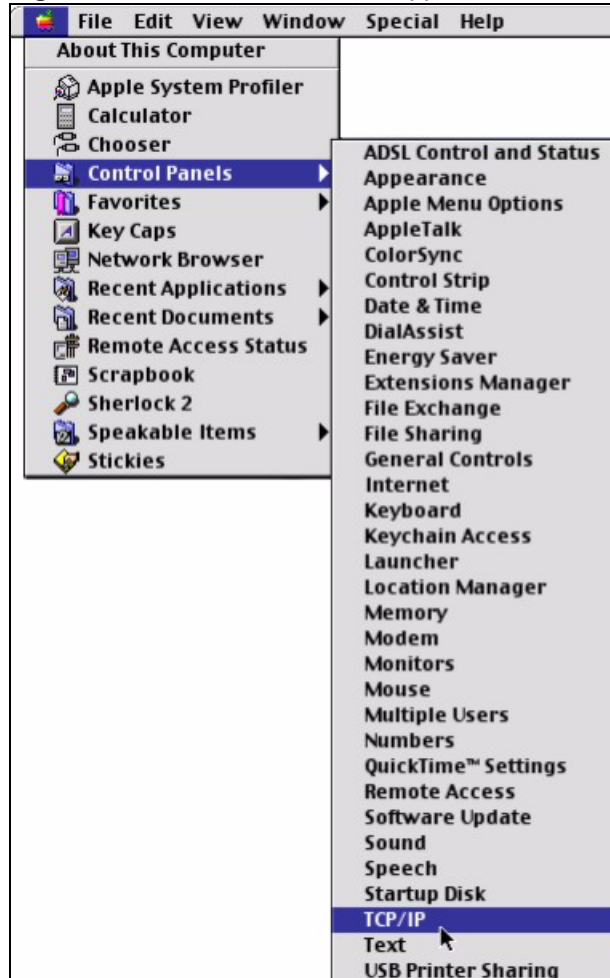 File Edit View Window Special Help
About This Computer
Apple System Profiler
Calculator
Chooser
Control Panels
Favorites
Key Caps
Network Browser
Recent Applications
Recent Documents
Remote Access Status
Scrapbook
Sherlock 2
Speakable Items
Stickies
ADSL Control and Status
Appearance
Apple Menu Options
AppleTalk
ColorSync
Control Strip
Date & Time
DialAssist
Energy Saver
Extensions Manager
File Exchange
File Sharing
General Controls
Internet
Keyboard
Keychain Access
Launcher
Location Manager
Memory
Modem
Monitors
Mouse
Multiple Users
Numbers
QuickTime™ Settings
Remote Access
Software Update
Sound
Speech
Startup Disk
TCP/IP
Text
USB Printer Sharing